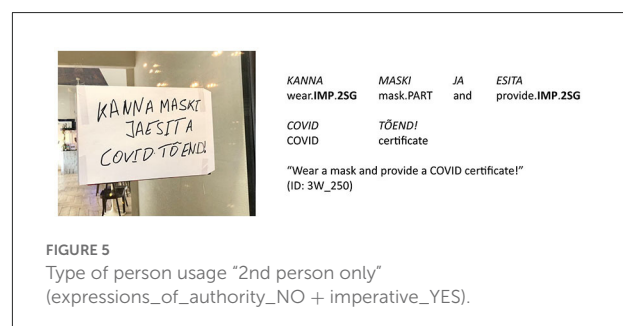 KANNA MASKI
JAESITA
COVID TÕEND!
KANNA MASKI JA ESITA
wear.IMP.2SG mask.PART and provide.IMP.2SG
COVID TÕEND!
COVID certificate
"Wear a mask and provide a COVID certificate!"
(ID: 3W_250)
FIGURE 5
Type of person usage "2nd person only"
(expressions_of_authority_NO + imperative_YES).